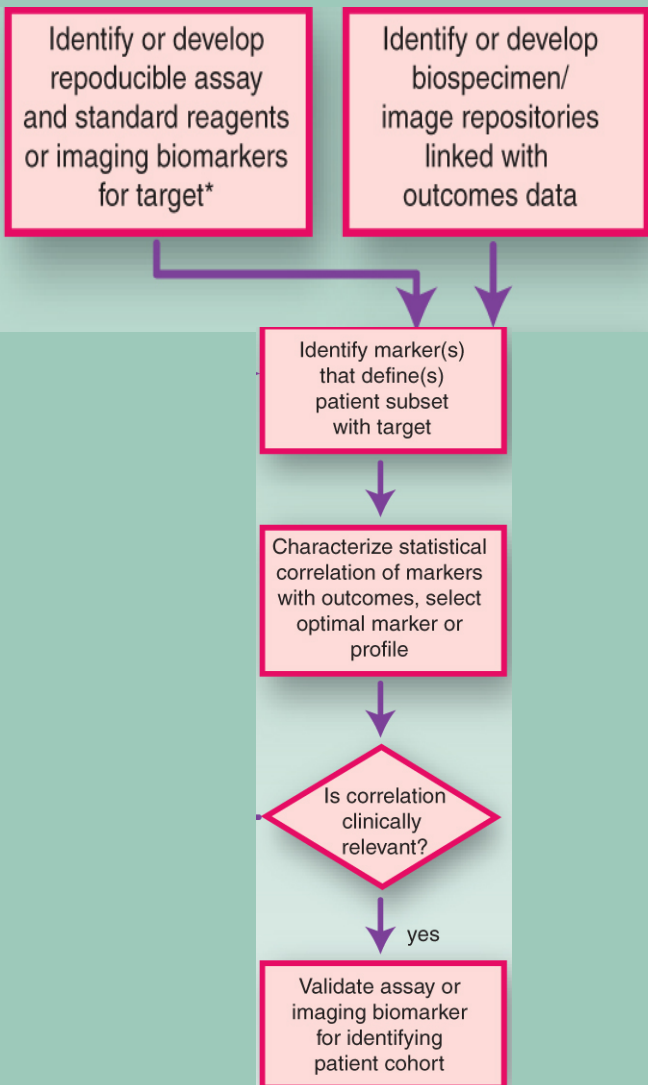 Identify or develop
repoducible assay
and standard reagents
or imaging biomarkers
for target*
Identify or develop
biospecimen/
image repositories
linked with
outcomes data
Identify marker(s)
that define(s)
patient subset
with target
Characterize statistical
correlation of markers
with outcomes, select
optimal marker or
profile
Is correlation
clinically
relevant?
yes
Validate assay or
imaging biomarker
for identifying
patient cohort